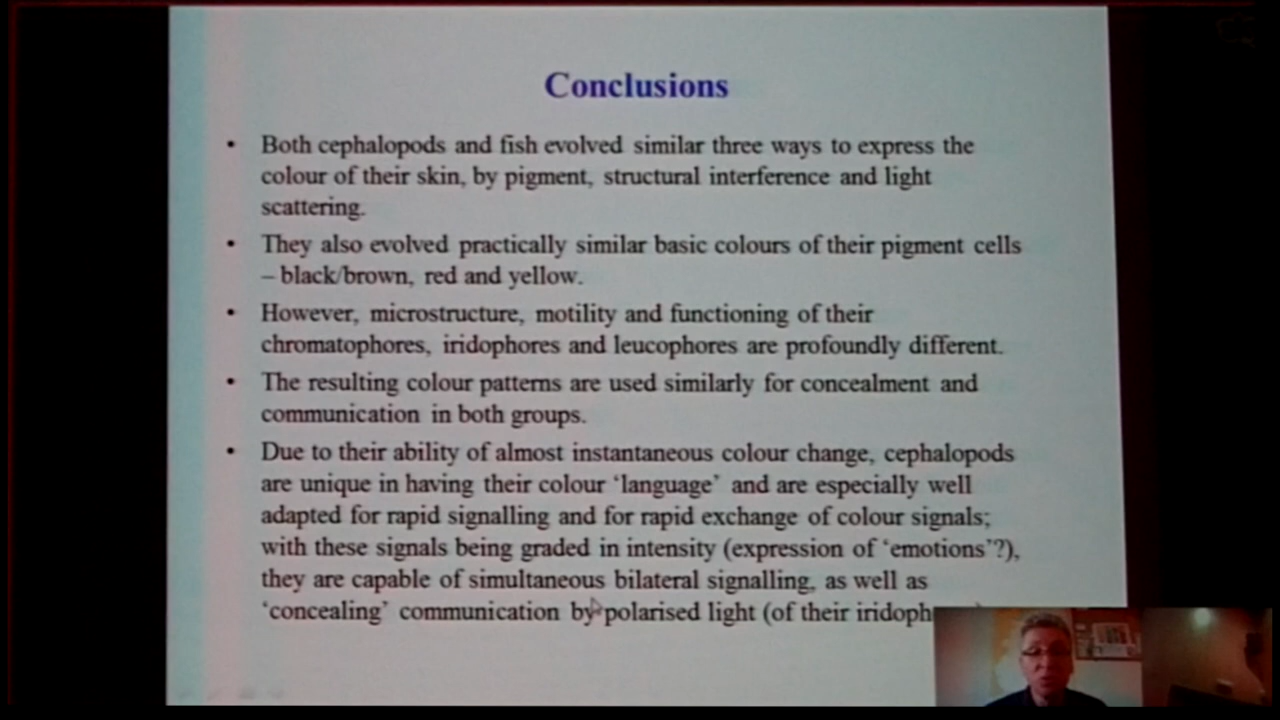 Conclusions
• Both cephalopods and fish evolved similar three ways to express the
colour of their skin, by pigment, structural interference and light
scattering.
• They also evolved practically similar basic colours of their pigment cells
– black/brown, red and yellow.
• However, microstructure, motility and functioning of their
chromatophores, iridophores and leucophores are profoundly different.
• The resulting colour patterns are used similarly for concealment and
communication in both groups.
• Due to their ability of almost instantaneous colour change, cephalopods
are unique in having their colour ‘language’ and are especially well
adapted for rapid signalling and for rapid exchange of colour signals;
with these signals being graded in intensity (expression of ‘emotions’?),
they are capable of simultaneous bilateral signalling, as well as
‘concealing’ communication by polarised light (of their